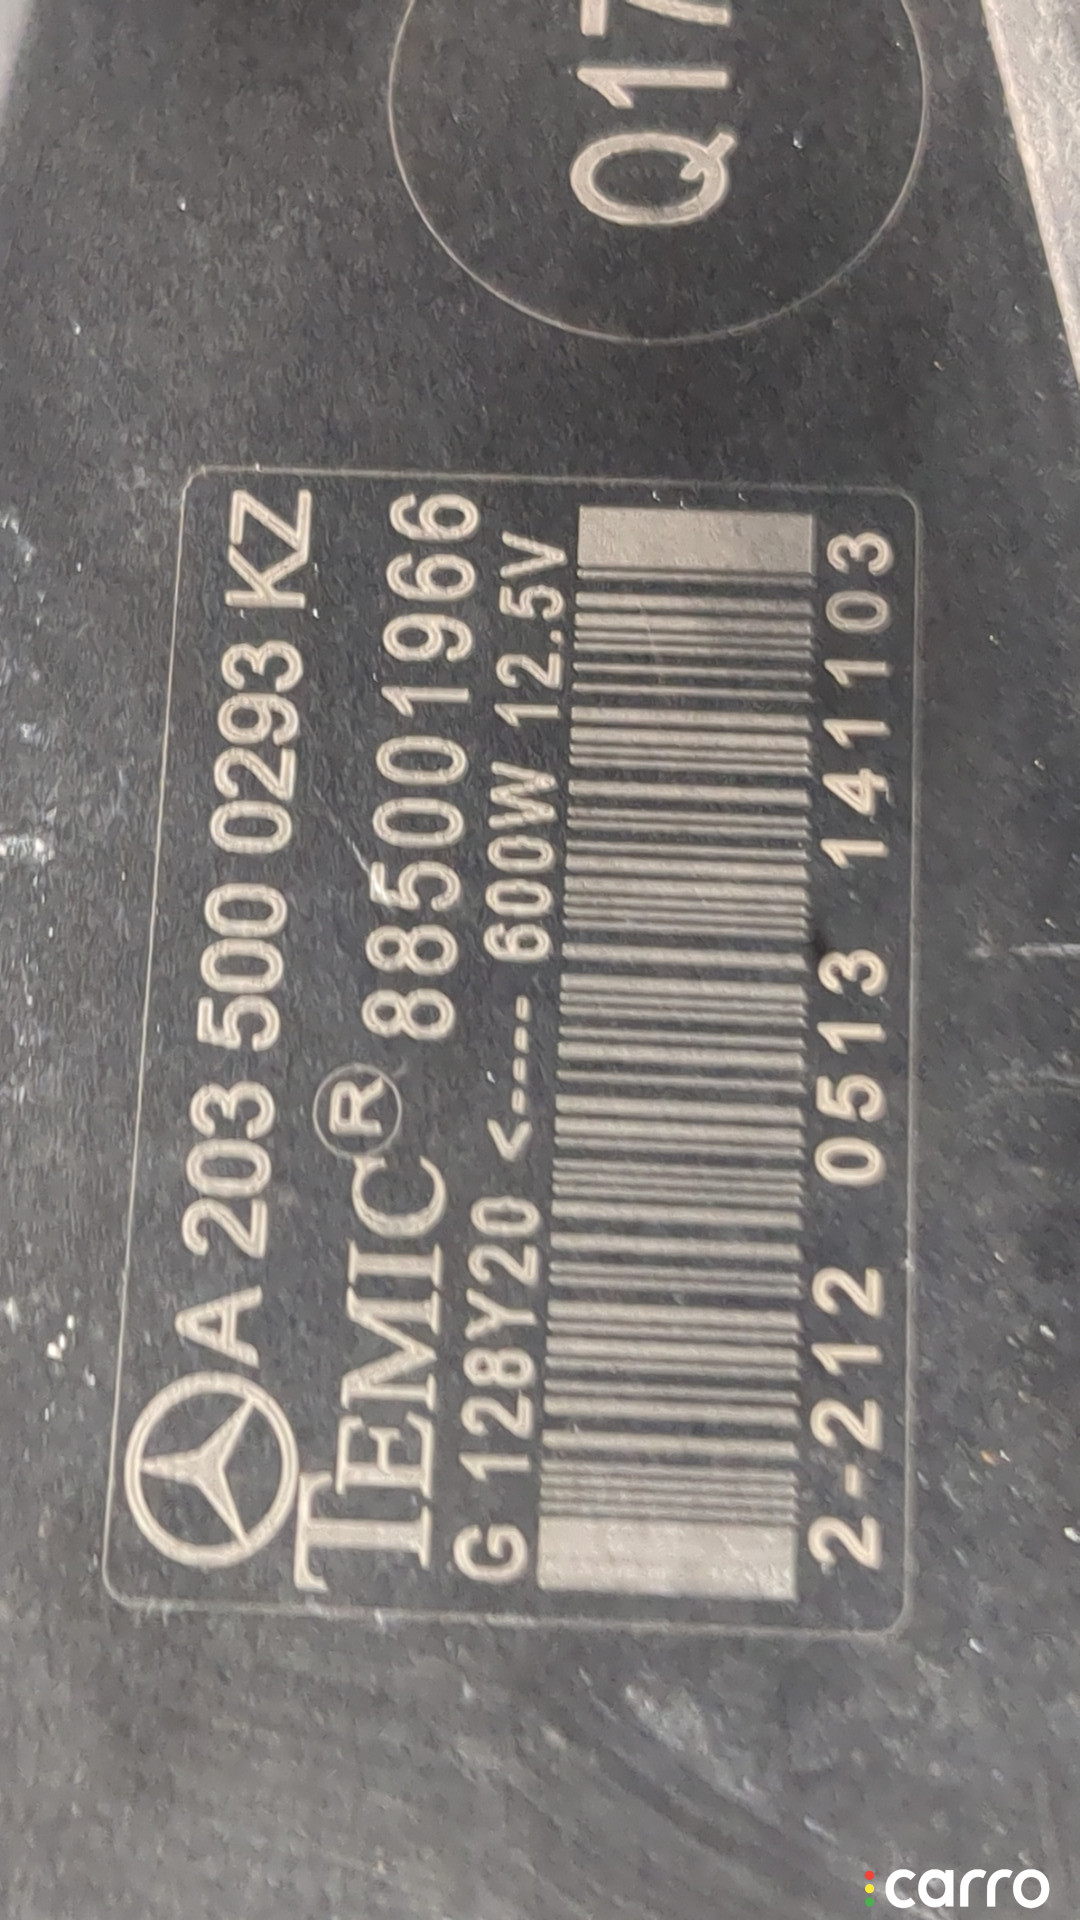 Q17
A 203 500 0293 KZ
TEMIC® 885001966
G 128Y20 <---- 600W 12.5V
2-212 0513 141103
carro